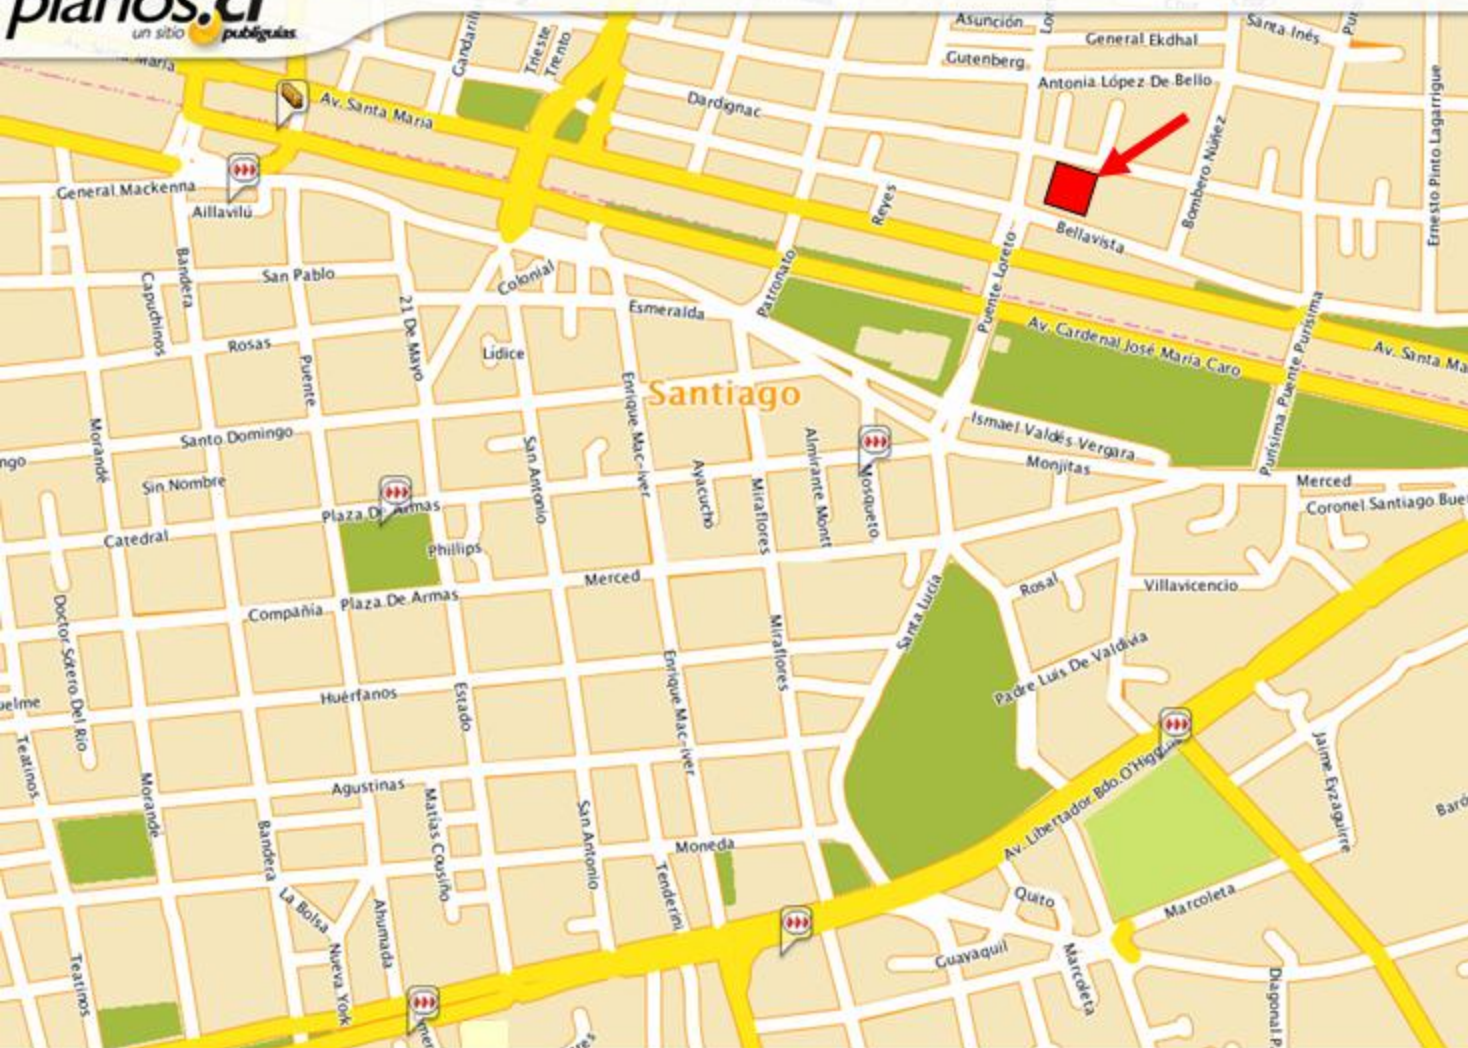 planos.cl
un sitio publiguías
Asunción
General Ekdhal
Santa Inés
Gutenberg
Antonia López De Bello
Gandarill
Trieste
Trento
Av. Santa María
Dardignac
Ernesto Pinto Lagarrigue
Bombero Núñez
General Mackenna
Aillavilú
Reyes
Bellavista
Bandera
San Pablo
Capuchinos
Colonial
Patronato
Puente Loreto
21 De Mayo
Esmeralda
Av. Cardenal José María Caro
Purísima Puente Purísima
Av. Santa Ma
Rosas
Lídice
Puente
Enrique Mac-iver
Santiago
Morandé
Santo Domingo
ngo
San Antonio
Almirante Montt
Ismael Valdés Vergara
Monjitas
Merced
Sin Nombre
Ayacucho
Miraflores
Mosqueto
Coronel Santiago Bue
Plaza De Armas
Catedral
Phillips
Merced
Rosal
Villavicencio
Compañía
Plaza De Armas
Doctor Sótero Del Río
Santa Lucía
Miraflores
Padre Luis De Valdivia
Huérfanos
Estado
Enrique Mac-iver
uelme
Teatinos
Agustinas
Morandé
Matías Cousiño
San Antonio
Av. Libertador Bdo. O'Higgins
Jaime Eyzaguirre
Baró
Bandera
Moneda
Tenderini
La Bolsa
Ahumada
Nueva York
Quito
Marcoleta
Guayaquil
Marcoleta
Teatinos
Diagonal P